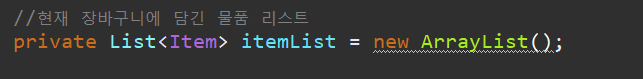 //현재 장바구니에 담긴 물품 리스트
private List<Item> itemList = new ArrayList();